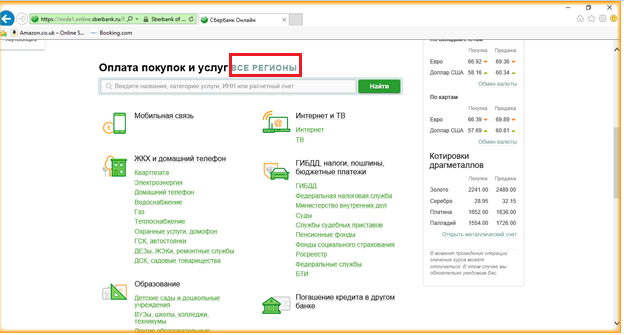 https://node1.online.sberbank.ru/F
Sberbank of ...
Сбербанк Онлайн
Amazon.co.uk – Online S...
Booking.com
Оплата покупок и услуг ВСЕ РЕГИОНЫ
Введите название, категорию услуги, ИНН или расчетный счет
Найти
Мобильная связь
Интернет и ТВ
Интернет
ТВ
ЖКХ и домашний телефон
Квартплата
Электроэнергия
Домашний телефон
Водоснабжение
Газ
Теплоснабжение
Охранные услуги, домофон
ГСК, автостоянки
ДЕЗы, ЖЭКи, ремонтные службы
ДСК, садовые товарищества
ГИБДД, налоги, пошлины,
бюджетные платежи
ГИБДД
Федеральная налоговая служба
Министерство внутренних дел
Суды
Службы судебных приставов
Пенсионные фонды
Фонды социального страхования
Росреестр
Федеральные службы
БТИ
Образование
Детские сады и дошкольные
учреждения
ВУЗы, школы, колледжи,
техникумы
Другие образовательные
Погашение кредита в другом
банке
Покупка Продажа
Евро 66.92 69.36
Доллар США 58.16 60.34
Обмен валюты
По картам
Покупка Продажа
Евро 66.39 69.89
Доллар США 57.69 60.81
Обмен валюты
Котировки
драгметаллов
Покупка Продажа
Золото 2241.00 2489.00
Серебро 28.95 32.15
Платина 1652.00 1836.00
Палладий 1554.00 1726.00
Открыть металлический счет
В момент проведения операции
значение курса может
отличаться. В этом случае мы
обязательно уведомим Вас.